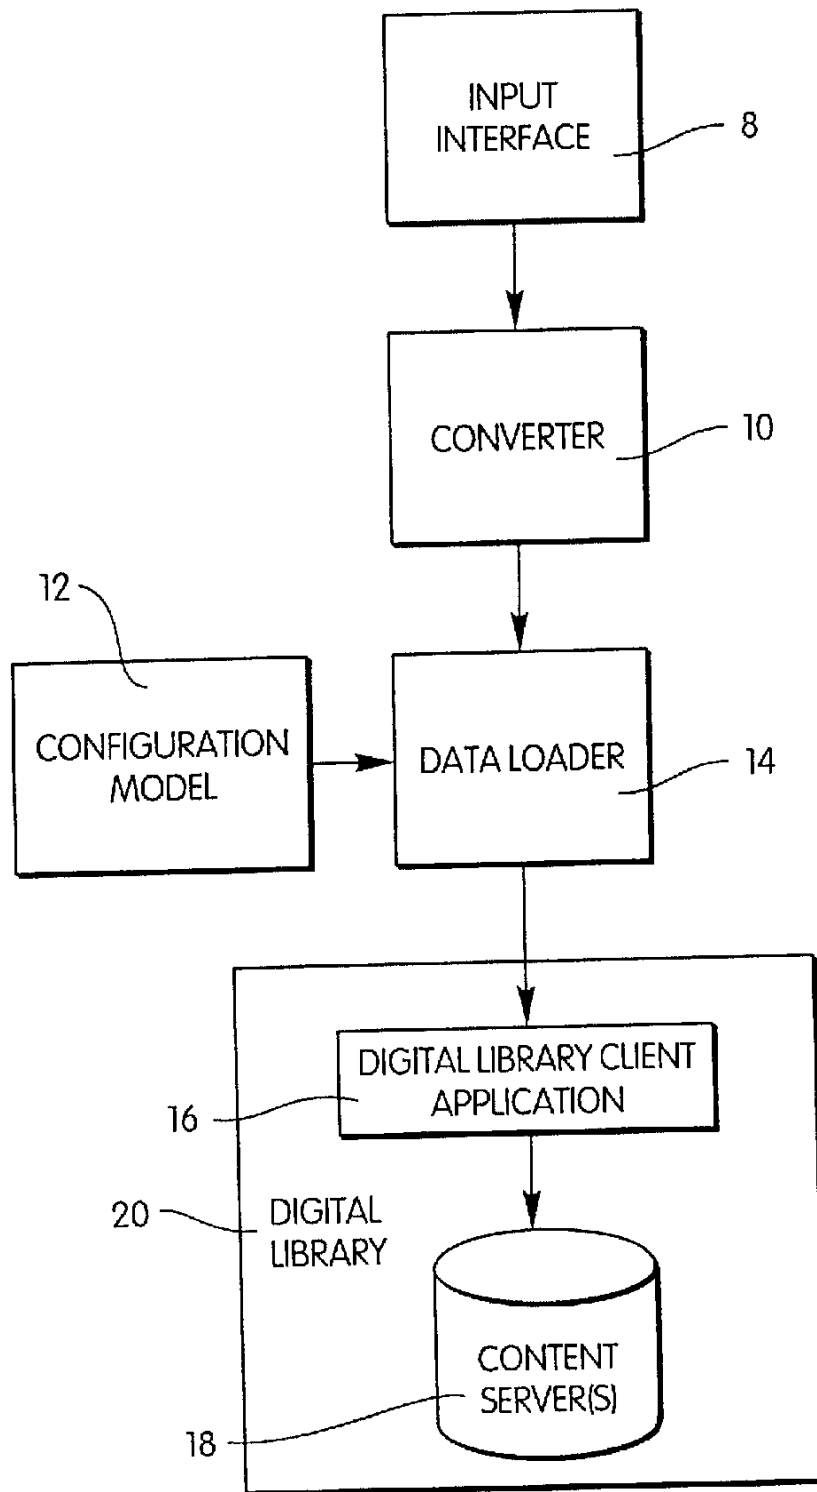 INPUT
INTERFACE
8
CONVERTER
10
12
CONFIGURATION
MODEL
DATA LOADER
14
DIGITAL LIBRARY CLIENT
APPLICATION
16
20
DIGITAL
LIBRARY
CONTENT
SERVER(S)
18